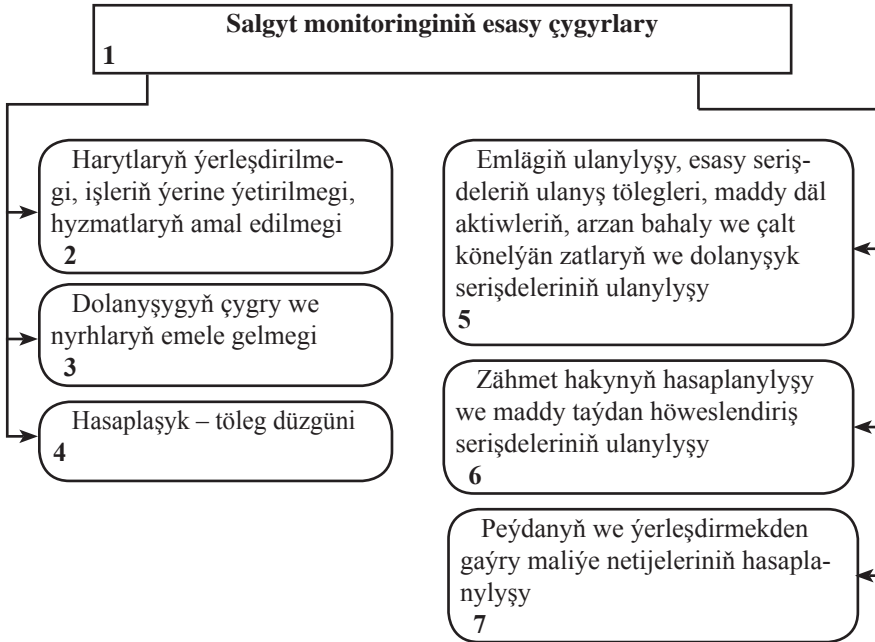 Salgyt monitoringiniň esasy çygyrlary
1
Harytlaryň ýerleşdirilme-
gi, işleriň ýerine ýetirilmegi,
hyzmatlaryň amal edilmegi
2
Dolanyşygyň çygry we
nyrhlaryň emele gelmegi
3
Hasaplaşyk – töleg düzgüni
4
Emlägiň ulanylyşy, esasy seriş-
deleriň ulanyş tölegleri, maddy däl
aktiwleriň, arzan bahaly we çalt
könelýän zatlaryň we dolanyşyk
serişdeleriniň ulanylyşy
5
Zähmet hakynyň hasaplanylyşy
we maddy taýdan höweslendiriş
serişdeleriniň ulanylyşy
6
Peýdanyň we ýerleşdirmekden
gaýry maliýe netijeleriniň hasapla-
nylyşy
7